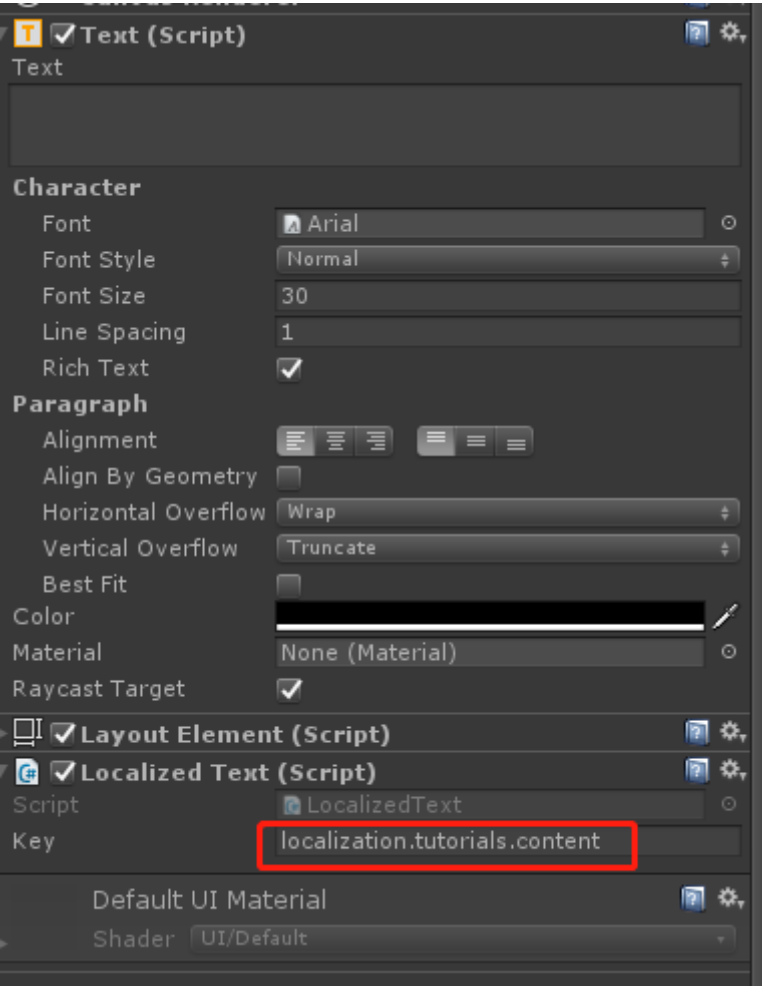 Text (Script)
Text
Character
Font Arial
Font Style Normal
Font Size 30
Line Spacing 1
Rich Text
Paragraph
Alignment
Align By Geometry
Horizontal Overflow Wrap
Vertical Overflow Truncate
Best Fit
Color
Material None (Material)
Raycast Target
Layout Element (Script)
Localized Text (Script)
Script LocalizedText
Key localization.tutorials.content
Default UI Material
Shader UI/Default